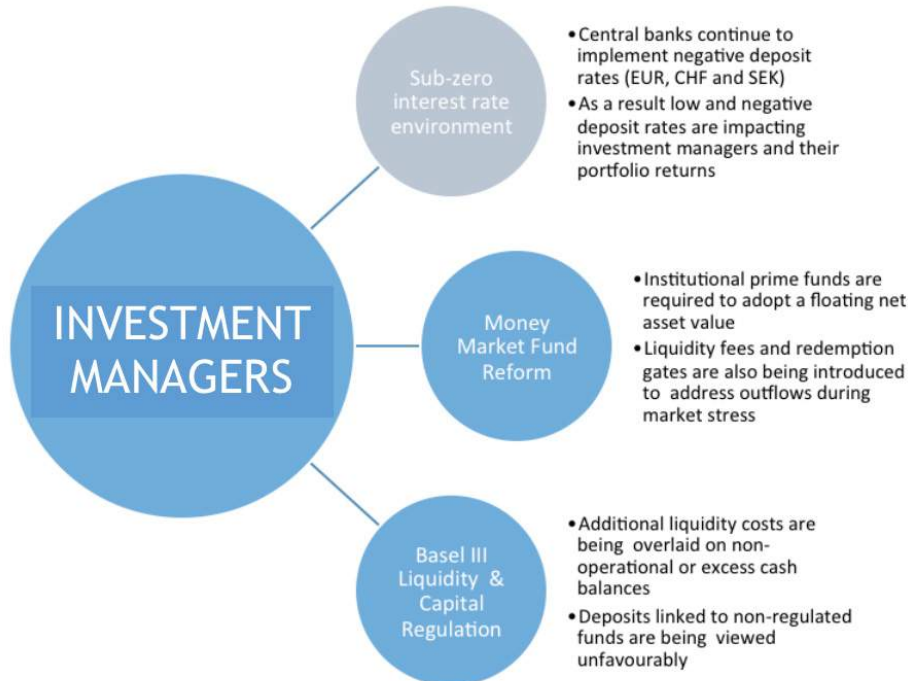 Sub-zero
interest rate
environment
•Central banks continue to
implement negative deposit
rates (EUR, CHF and SEK)
•As a result low and negative
deposit rates are impacting
investment managers and their
portfolio returns
INVESTMENT
MANAGERS
Money
Market Fund
Reform
•Institutional prime funds are
required to adopt a floating net
asset value
•Liquidity fees and redemption
gates are also being introduced
to address outflows during
market stress
Basel III
Liquidity &
Capital
Regulation
•Additional liquidity costs are
being overlaid on non-
operational or excess cash
balances
•Deposits linked to non-regulated
funds are being viewed
unfavourably